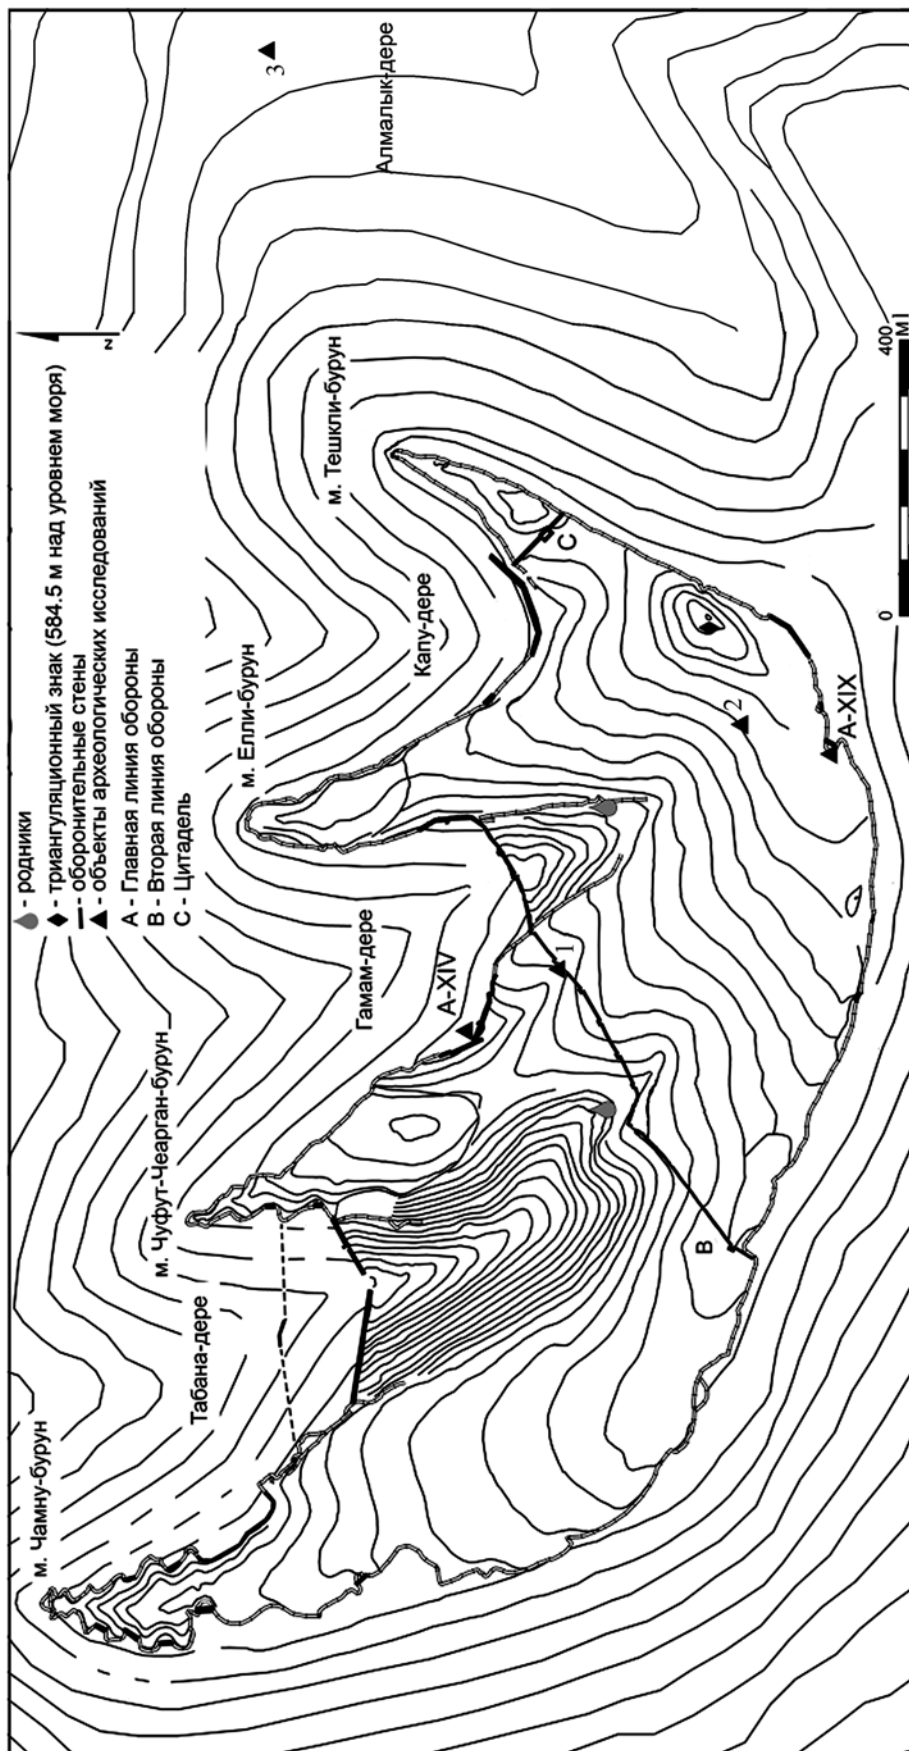 - родники
- триангуляционный знак (584.5 м над уровнем моря)
- оборонительные стены
- объекты археологических исследований
А - Главная линия обороны
В - Вторая линия обороны
С - Цитадель
м. Чамну-бурун
Табана-дере
м. Чуфут-Чеарган-бурун
Гамам-дере
А-XIV
м. Елли-бурун
Капу-дере
м. Тешкли-бурун
Алмалык-дере
N
3
С
1
2
В
А-XIX
0
400
М